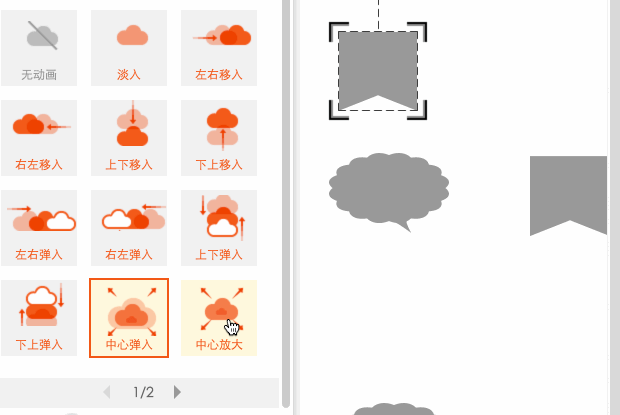 无动画 淡入 左右移入
右左移入 上下移入 下上移入
左右弹入 右左弹入 上下弹入
下上弹入 中心弹入 中心放大
1/2